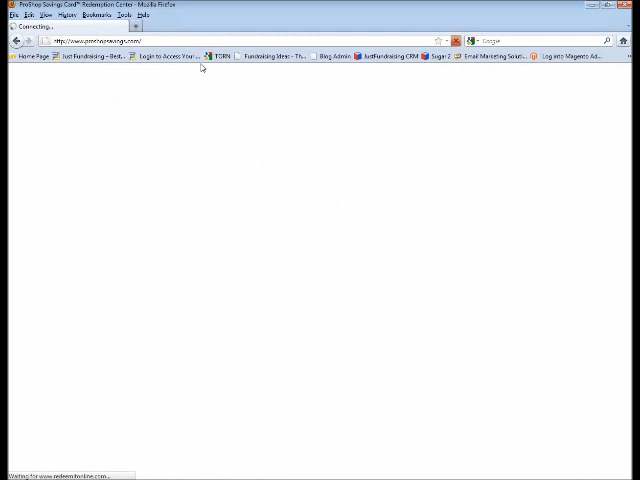 ProShop Savings Card™ Redemption Center - Mozilla Firefox
File Edit View History Bookmarks Tools Help
Connecting...
http://www.proshopsavings.com/ Google
Home Page Just Fundraising – Best... Login to Access Your ... TORN Fundraising Ideas - Th... Blog Admin JustFundraising CRM Sugar 2 Email Marketing Soluti... Log into Magento Ad...
Waiting for www.redeemitonline.com...